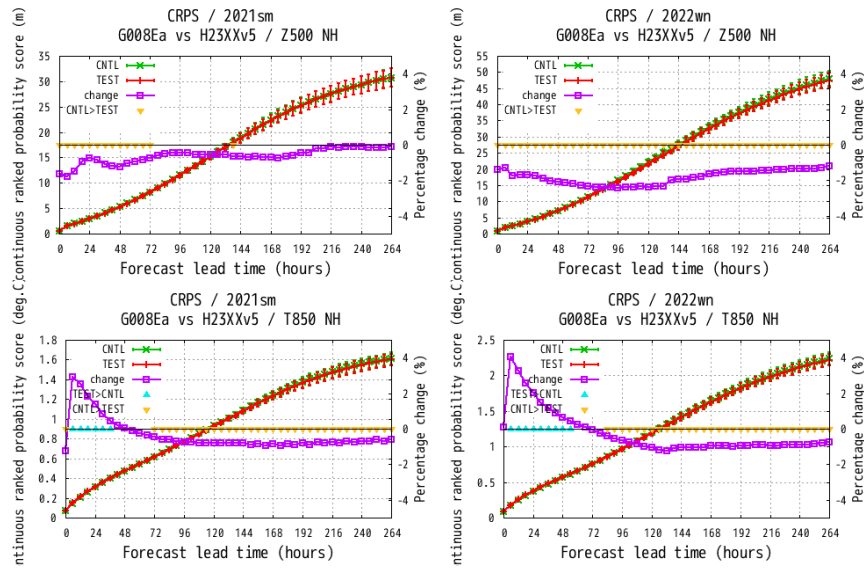 CRPS / 2021sm
G008Ea vs H23XXv5 / Z500 NH
Continuous ranked probability score (m)
35
30
25
20
15
10
5
0
CNTL
TEST
change
CNTL>TEST
4
2
0
-2
-4
Percentage change (%)
0 24 48 72 96 120 144 168 192 216 240 264
Forecast lead time (hours)
CRPS / 2022wn
G008Ea vs H23XXv5 / Z500 NH
continuous ranked probability score (m)
55
50
45
40
35
30
25
20
15
10
5
0
CNTL
TEST
change
CNTL>TEST
4
2
0
-2
-4
Percentage change (%)
0 24 48 72 96 120 144 168 192 216 240 264
Forecast lead time (hours)
CRPS / 2021sm
G008Ea vs H23XXv5 / T850 NH
ntinuous ranked probability score (deg.C)
1.8
1.6
1.4
1.2
1
0.8
0.6
0.4
0.2
0
CNTL
TEST
change
TEST>CNTL
CNTL>TEST
4
2
0
-2
-4
Percentage change (%)
0 24 48 72 96 120 144 168 192 216 240 264
Forecast lead time (hours)
CRPS / 2022wn
G008Ea vs H23XXv5 / T850 NH
ntinuous ranked probability score (deg.C)
2.5
2
1.5
1
0.5
0
CNTL
TEST
change
TEST>CNTL
CNTL>TEST
4
2
0
-2
-4
Percentage change (%)
0 24 48 72 96 120 144 168 192 216 240 264
Forecast lead time (hours)